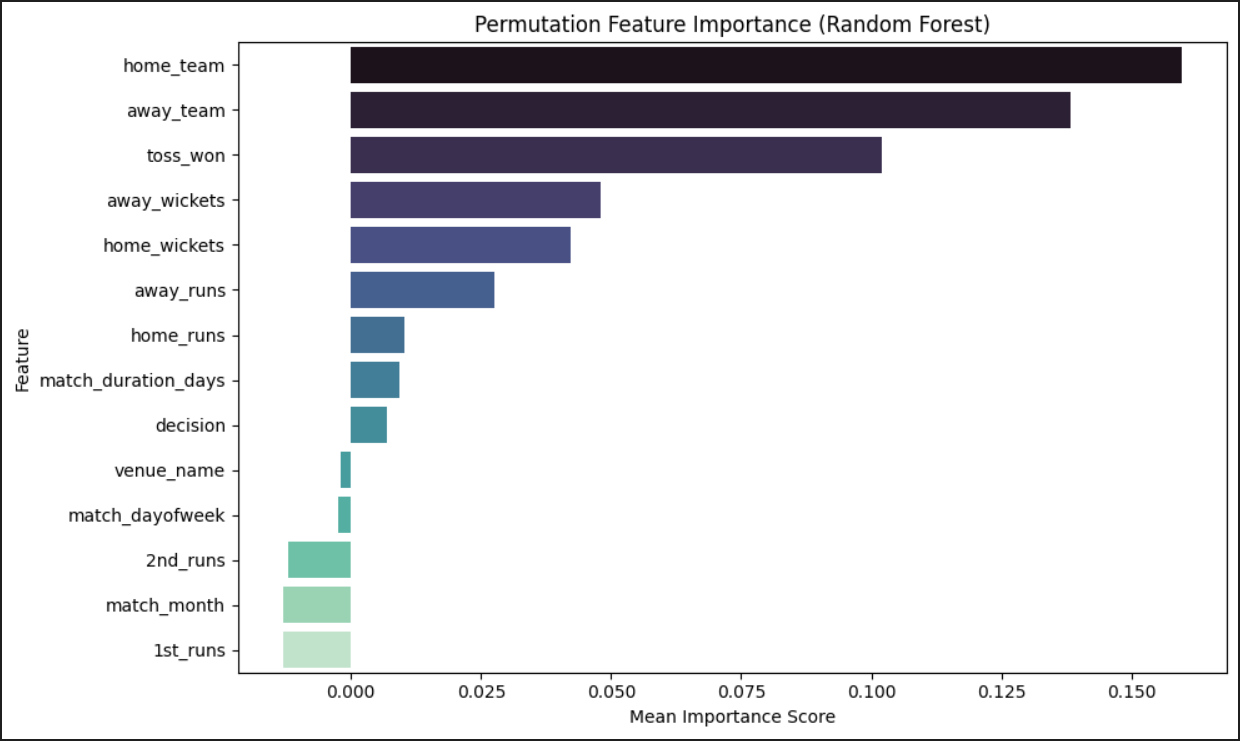 Permutation Feature Importance (Random Forest)
Feature
home_team
away_team
toss_won
away_wickets
home_wickets
away_runs
home_runs
match_duration_days
decision
venue_name
match_dayofweek
2nd_runs
match_month
1st_runs
0.000 0.025 0.050 0.075 0.100 0.125 0.150
Mean Importance Score